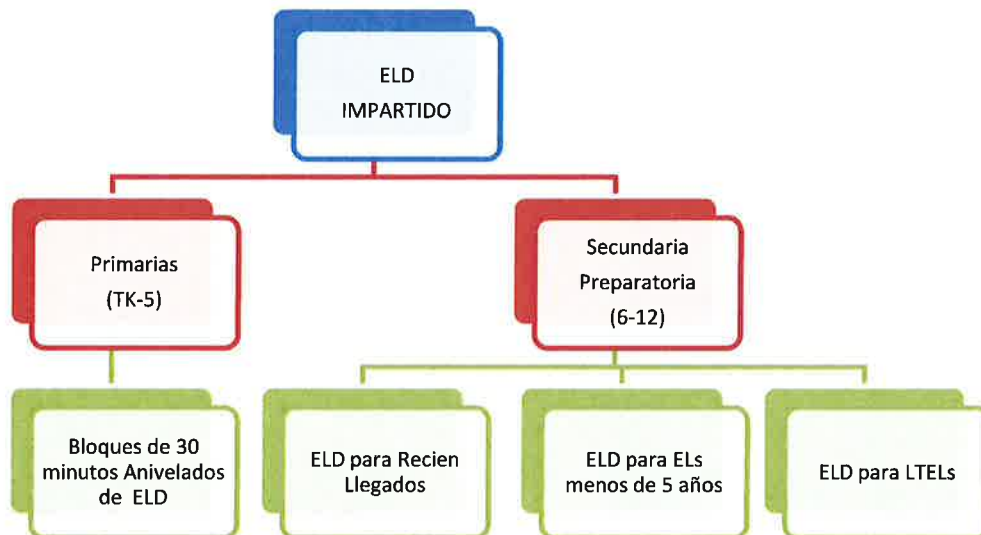 ELD
IMPARTIDO
Primarias
(TK-5)
Secundaria
Preparatoria
(6-12)
Bloques de 30
minutos Anivelados
de ELD
ELD para Recien
Llegados
ELD para ELs
menos de 5 años
ELD para LTELs